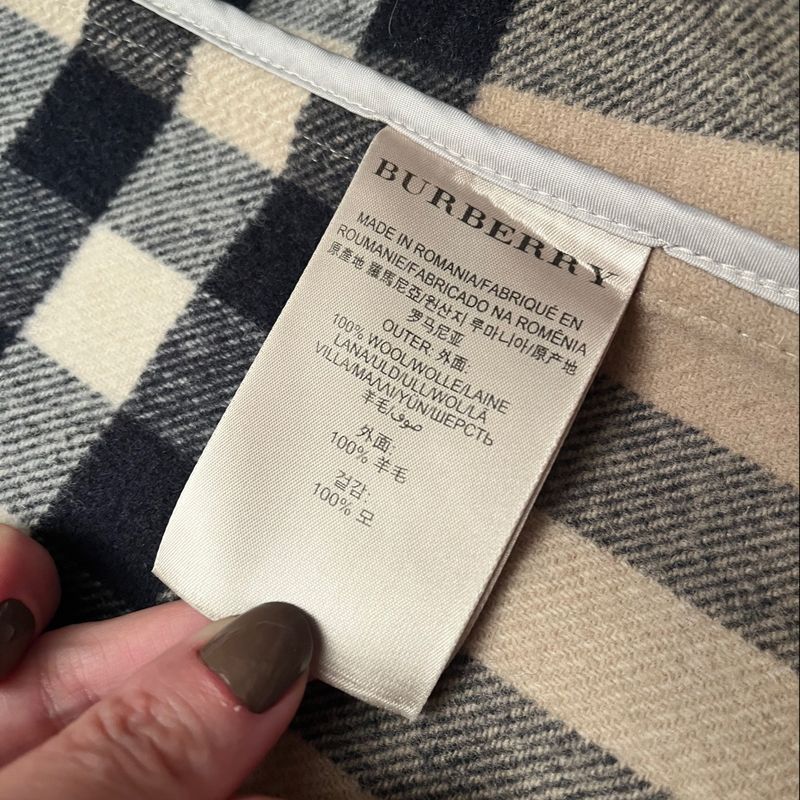 BURBERRY
MADE IN ROMANIA/FABRIQUÉ EN
ROUMANIE/FABRICADO NA ROMÊNIA
原產地 羅馬尼亞/원산지 루마니아/原产地
罗马尼亚
OUTER: 外面:
100% WOOL/WOLLE/LAINE
LANA/ULD/ULL/WOL/LÃ
VILLA/ΜΑΛΛΙ/YÜN/ШЕРСТЬ
羊毛/صوف
外面:
100% 羊毛
겉감:
100% 모